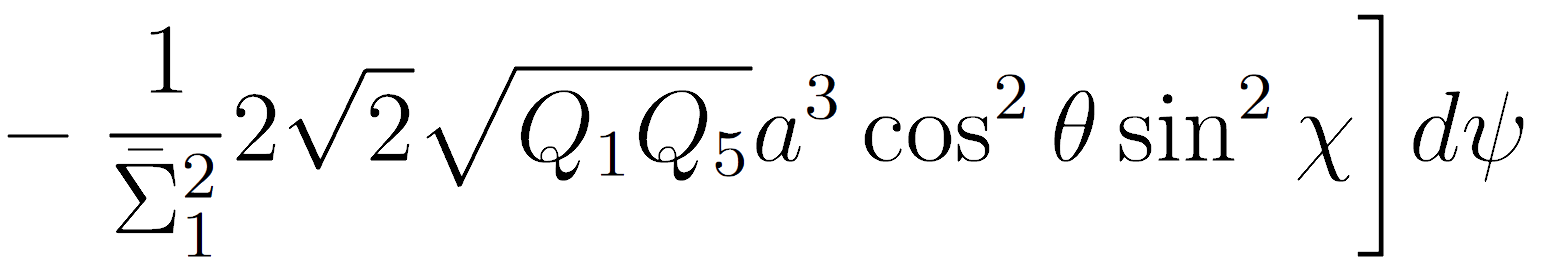 $- \frac{1}{\bar{\Sigma}_1^2} 2\sqrt{2}\sqrt{Q_1 Q_5} a^3 \cos^2 \theta \sin^2 \chi \Big] d\psi$